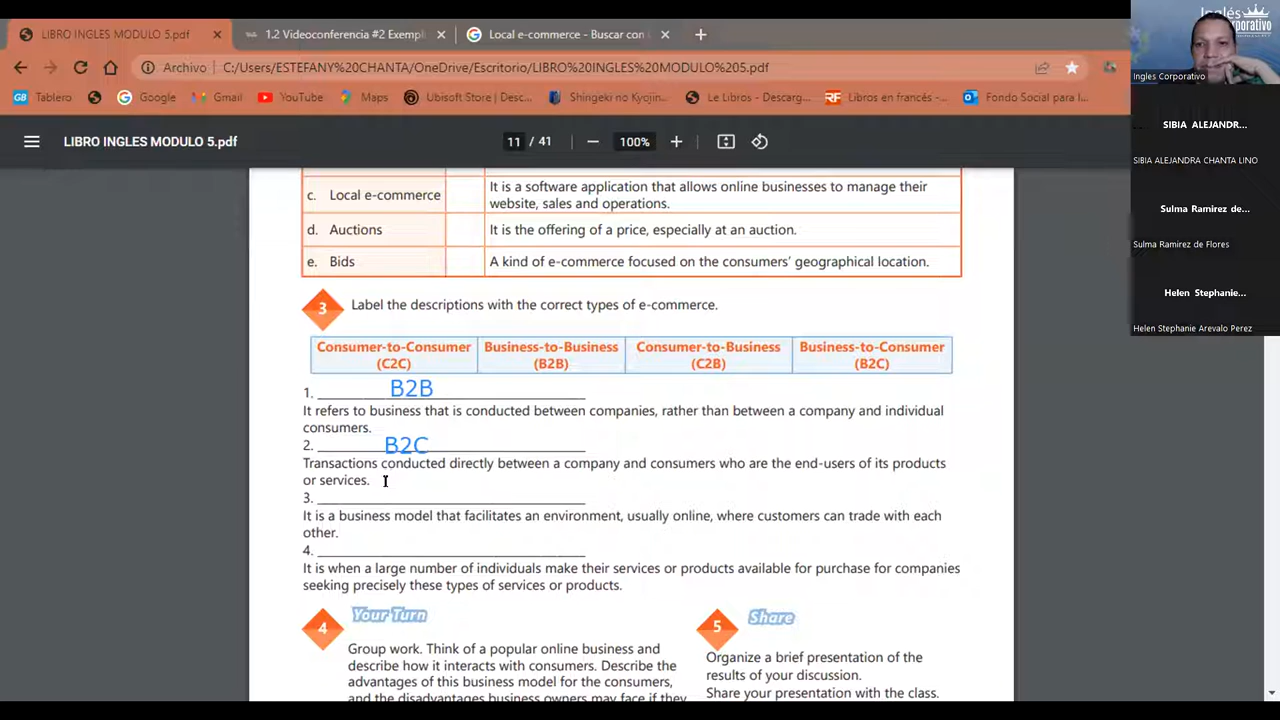 LIBRO INGLES MODULO 5.pdf
1.2 Videoconferencia #2 Exempl
Local e-commerce - Buscar con
Archivo C:/Users/ESTEFANY%20CHANTA/OneDrive/Escritorio/LIBRO%20INGLES%20MODULO%205.pdf
Tablero Google Gmail YouTube Maps Ubisoft Store | Desc... Shingeki no Kyojin... Le Libros - Descarg... Libros en francés -... Fondo Social para l...
LIBRO INGLES MODULO 5.pdf 11 / 41 100%
c. Local e-commerce It is a software application that allows online businesses to manage their
website, sales and operations.
d. Auctions It is the offering of a price, especially at an auction.
e. Bids A kind of e-commerce focused on the consumers' geographical location.
3 Label the descriptions with the correct types of e-commerce.
Consumer-to-Consumer Business-to-Business Consumer-to-Business Business-to-Consumer
(C2C) (B2B) (C2B) (B2C)
1. B2B
It refers to business that is conducted between companies, rather than between a company and individual
consumers.
2. B2C
Transactions conducted directly between a company and consumers who are the end-users of its products
or services.
3.
It is a business model that facilitates an environment, usually online, where customers can trade with each
other.
4.
It is when a large number of individuals make their services or products available for purchase for companies
seeking precisely these types of services or products.
4 Your Turn
Group work. Think of a popular online business and
describe how it interacts with consumers. Describe the
advantages of this business model for the consumers,
and the disadvantages business owners may face if they
5 Share
Organize a brief presentation of the
results of your discussion.
Share your presentation with the class.
Inglés
Corporativo
Ingles Corporativo
SIBIA ALEJANDR...
SIBIA ALEJANDRA CHANTA LINO
Sulma Ramirez de...
Sulma Ramirez de Flores
Helen Stephanie...
Helen Stephanie Arevalo Perez